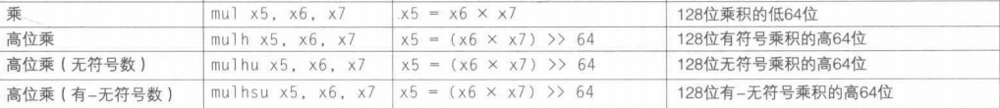 乘 mul x5, x6, x7 x5 = x6 × x7 128位乘积的低64位
高位乘 mulh x5, x6, x7 x5 = (x6 × x7) >> 64 128位有符号乘积的高64位
高位乘(无符号数) mulhu x5, x6, x7 x5 = (x6 × x7) >> 64 128位无符号乘积的高64位
高位乘(有-无符号数) mulhsu x5, x6, x7 x5 = (x6 × x7) >> 64 128位有-无符号乘积的高64位